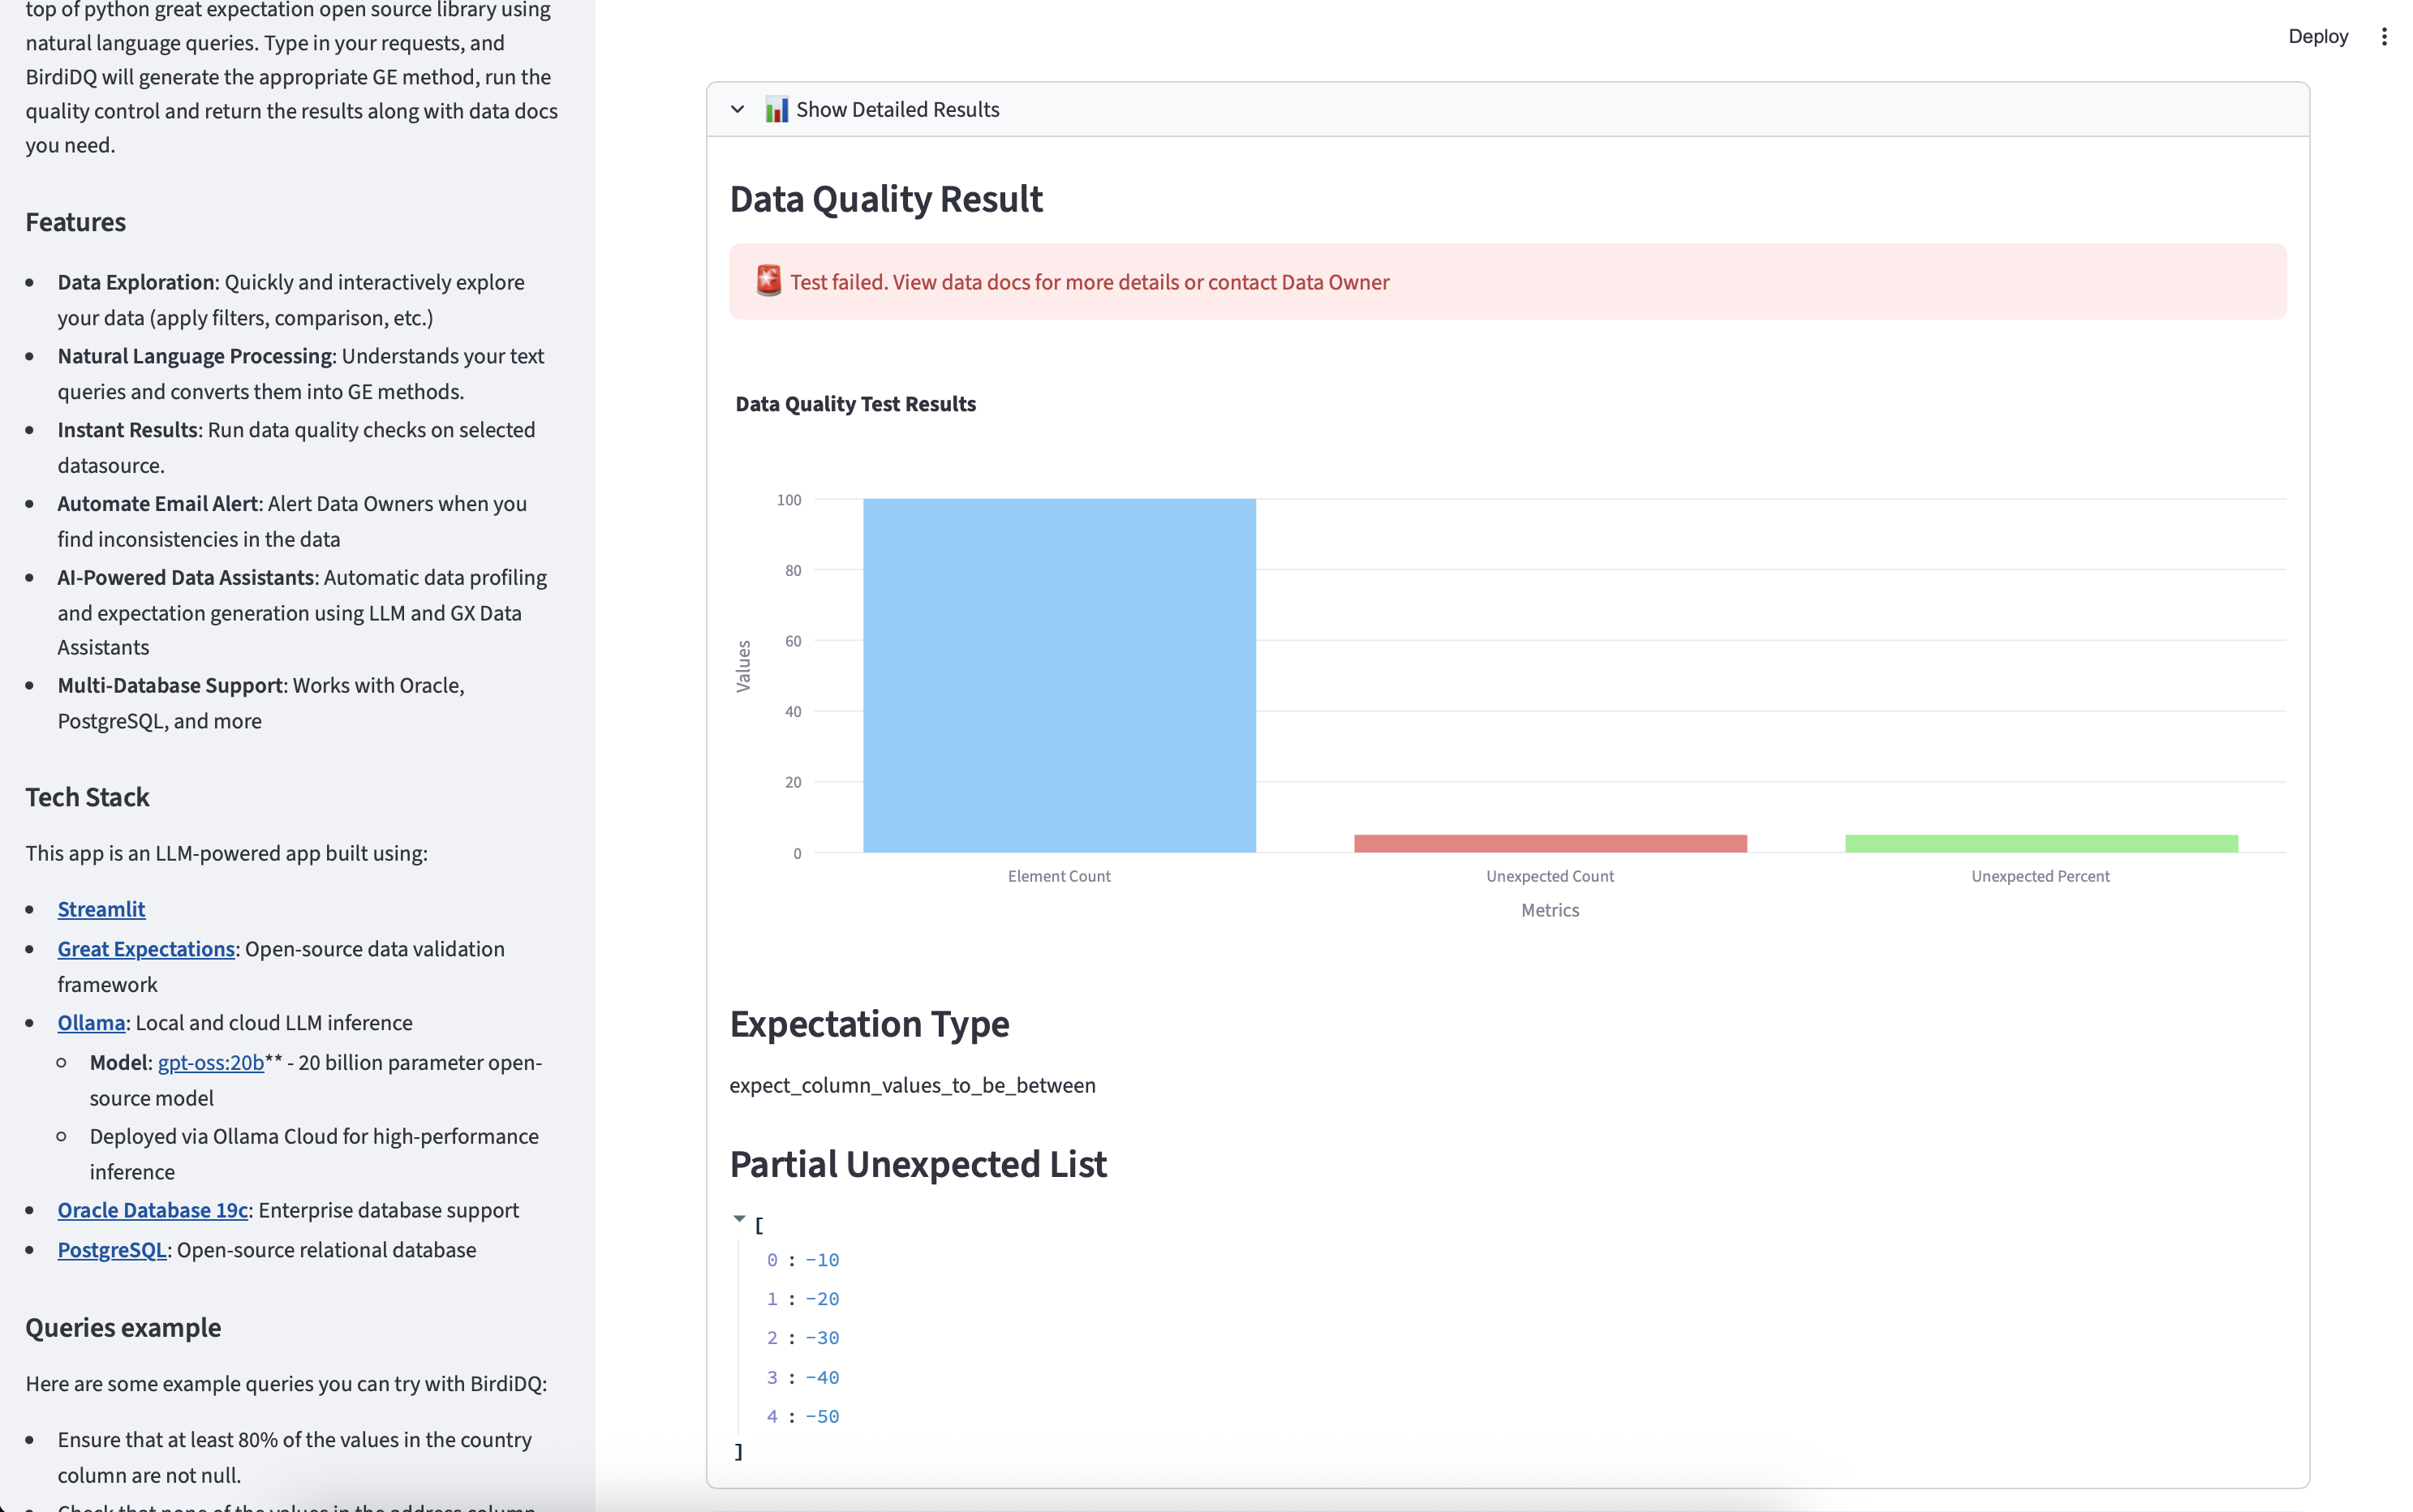 top of python great expectation open source library using
natural language queries. Type in your requests, and
BirdiDQ will generate the appropriate GE method, run the
quality control and return the results along with data docs
you need.
Features
Data Exploration: Quickly and interactively explore
your data (apply filters, comparison, etc.)
Natural Language Processing: Understands your text
queries and converts them into GE methods.
Instant Results: Run data quality checks on selected
datasource.
Automate Email Alert: Alert Data Owners when you
find inconsistencies in the data
AI-Powered Data Assistants: Automatic data profiling
and expectation generation using LLM and GX Data
Assistants
Multi-Database Support: Works with Oracle,
PostgreSQL, and more
Tech Stack
This app is an LLM-powered app built using:
Streamlit
Great Expectations: Open-source data validation
framework
Ollama: Local and cloud LLM inference
Model: gpt-oss:20b** - 20 billion parameter open-
source model
Deployed via Ollama Cloud for high-performance
inference
Oracle Database 19c: Enterprise database support
PostgreSQL: Open-source relational database
Queries example
Here are some example queries you can try with BirdiDQ:
Ensure that at least 80% of the values in the country
column are not null.
Check that none of the values in the address column
Deploy
Show Detailed Results
Data Quality Result
Test failed. View data docs for more details or contact Data Owner
Data Quality Test Results
100
80
60
40
20
0
Values
Element Count
Unexpected Count
Unexpected Percent
Metrics
Expectation Type
expect_column_values_to_be_between
Partial Unexpected List
[
0 : -10
1 : -20
2 : -30
3 : -40
4 : -50
]